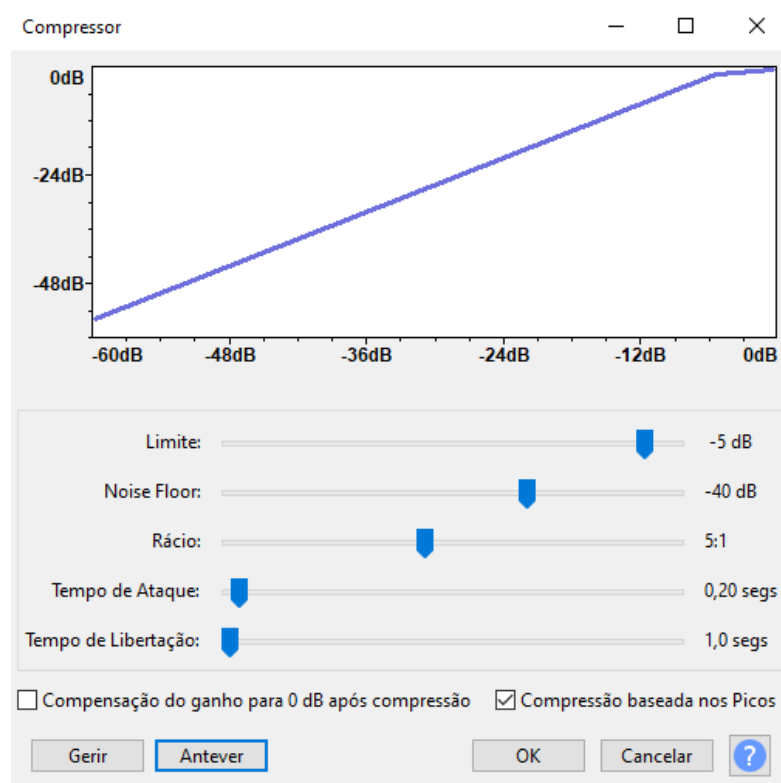 Compressor
0dB
-24dB
-48dB
-60dB -48dB -36dB -24dB -12dB 0dB
Limite: -5 dB
Noise Floor: -40 dB
Rácio: 5:1
Tempo de Ataque: 0,20 segs
Tempo de Libertação: 1,0 segs
Compensação do ganho para 0 dB após compressão Compressão baseada nos Picos
Gerir Antever OK Cancelar ?